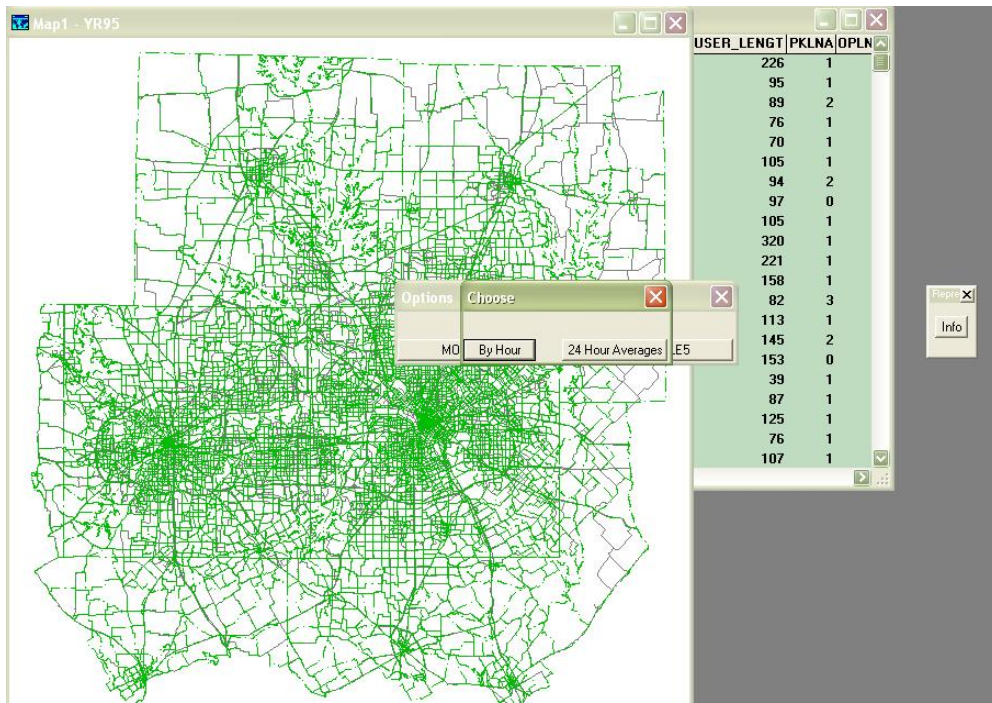 Map1 - YR95
USER_LENGT PKLNA OPLN
226 1
95 1
89 2
76 1
70 1
105 1
94 2
97 0
105 1
320 1
221 1
158 1
82 3
113 1
145 2
153 0
39 1
87 1
125 1
76 1
107 1
Options
Choose
MO
By Hour
24 Hour Averages
LE5
Info